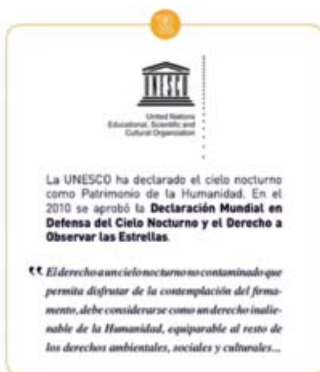 UNESCO
United Nations
Educational, Scientific and
Cultural Organization
La UNESCO ha declarado el cielo nocturno
como Patrimonio de la Humanidad. En el
2010 se aprobó la Declaración Mundial en
Defensa del Cielo Nocturno y el Derecho a
Observar las Estrellas.
“ El derecho a un cielo nocturno no contaminado que
permita disfrutar de la contemplación del firma-
mento, debe considerarse como un derecho inalie-
nable de la Humanidad, equiparable al resto de
los derechos ambientales, sociales y culturales...